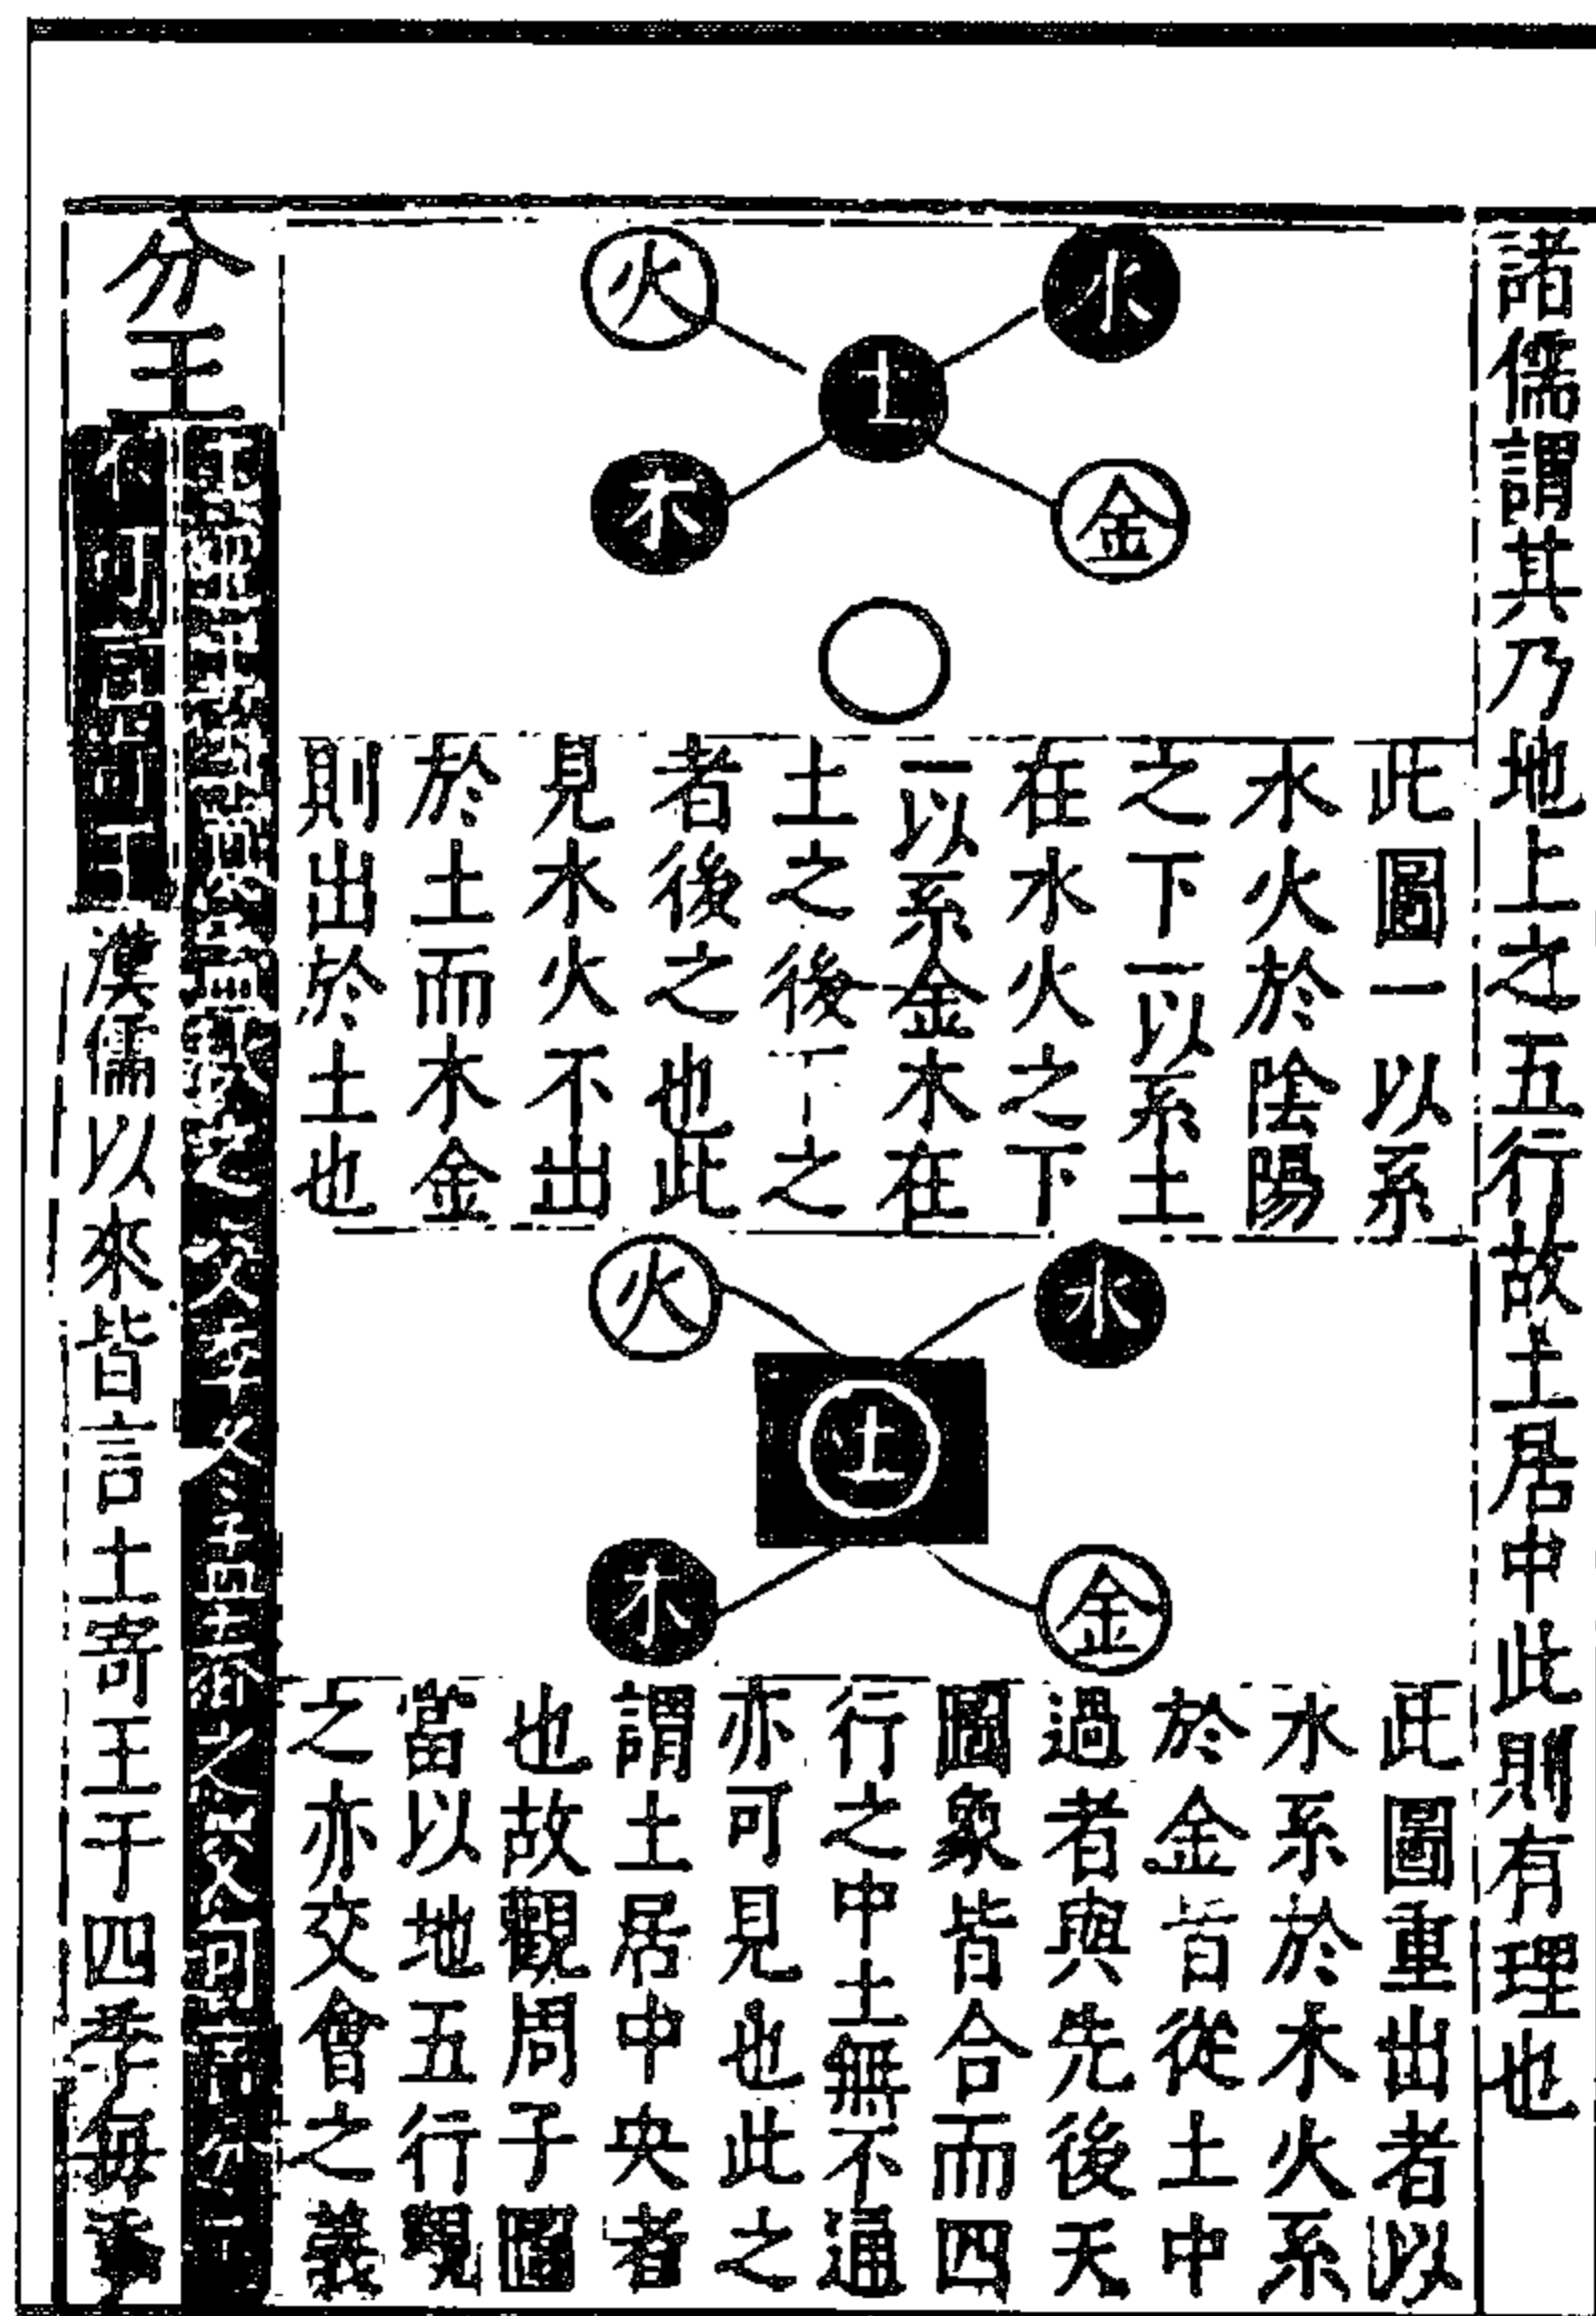 諸儒謂其乃地上之五行故土居中此則有理也
水
火
土
金
木
此圖一以系
水火於陰陽
之下一以系土
在水火之下
一以系金木在
土之後一下之
者後之也此
見水火不出
於土而木金
則出於土也
水
火
土
金
木
此圖重出者以
水系於木火系
於金皆從土中
過者與先後天
圖象皆合而四
行之中土無不通
亦可見也此之
謂土居中央者
也故觀周子圖
當以地五行觀
之亦交會之義
分王
不可言寄王
漢儒以來皆言土寄王于四季每季